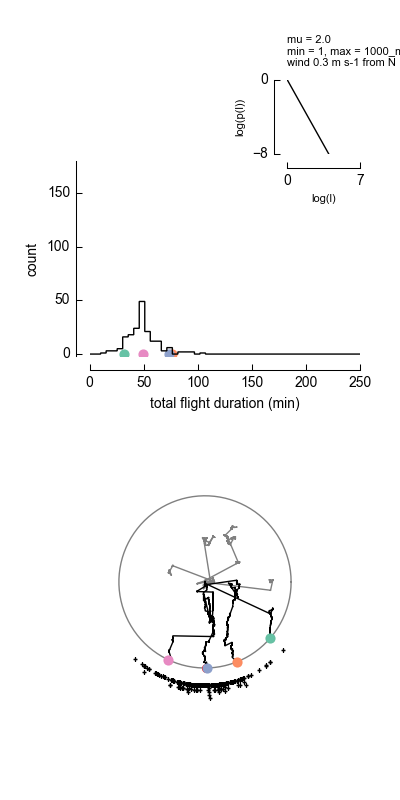 mu = 2.0
min = 1, max = 1000_
wind 0.3 m s-1 from N
log(p(l))
0
−8
0 7
log(l)
count
150
100
50
0
0 50 100 150 200 250
total flight duration (min)